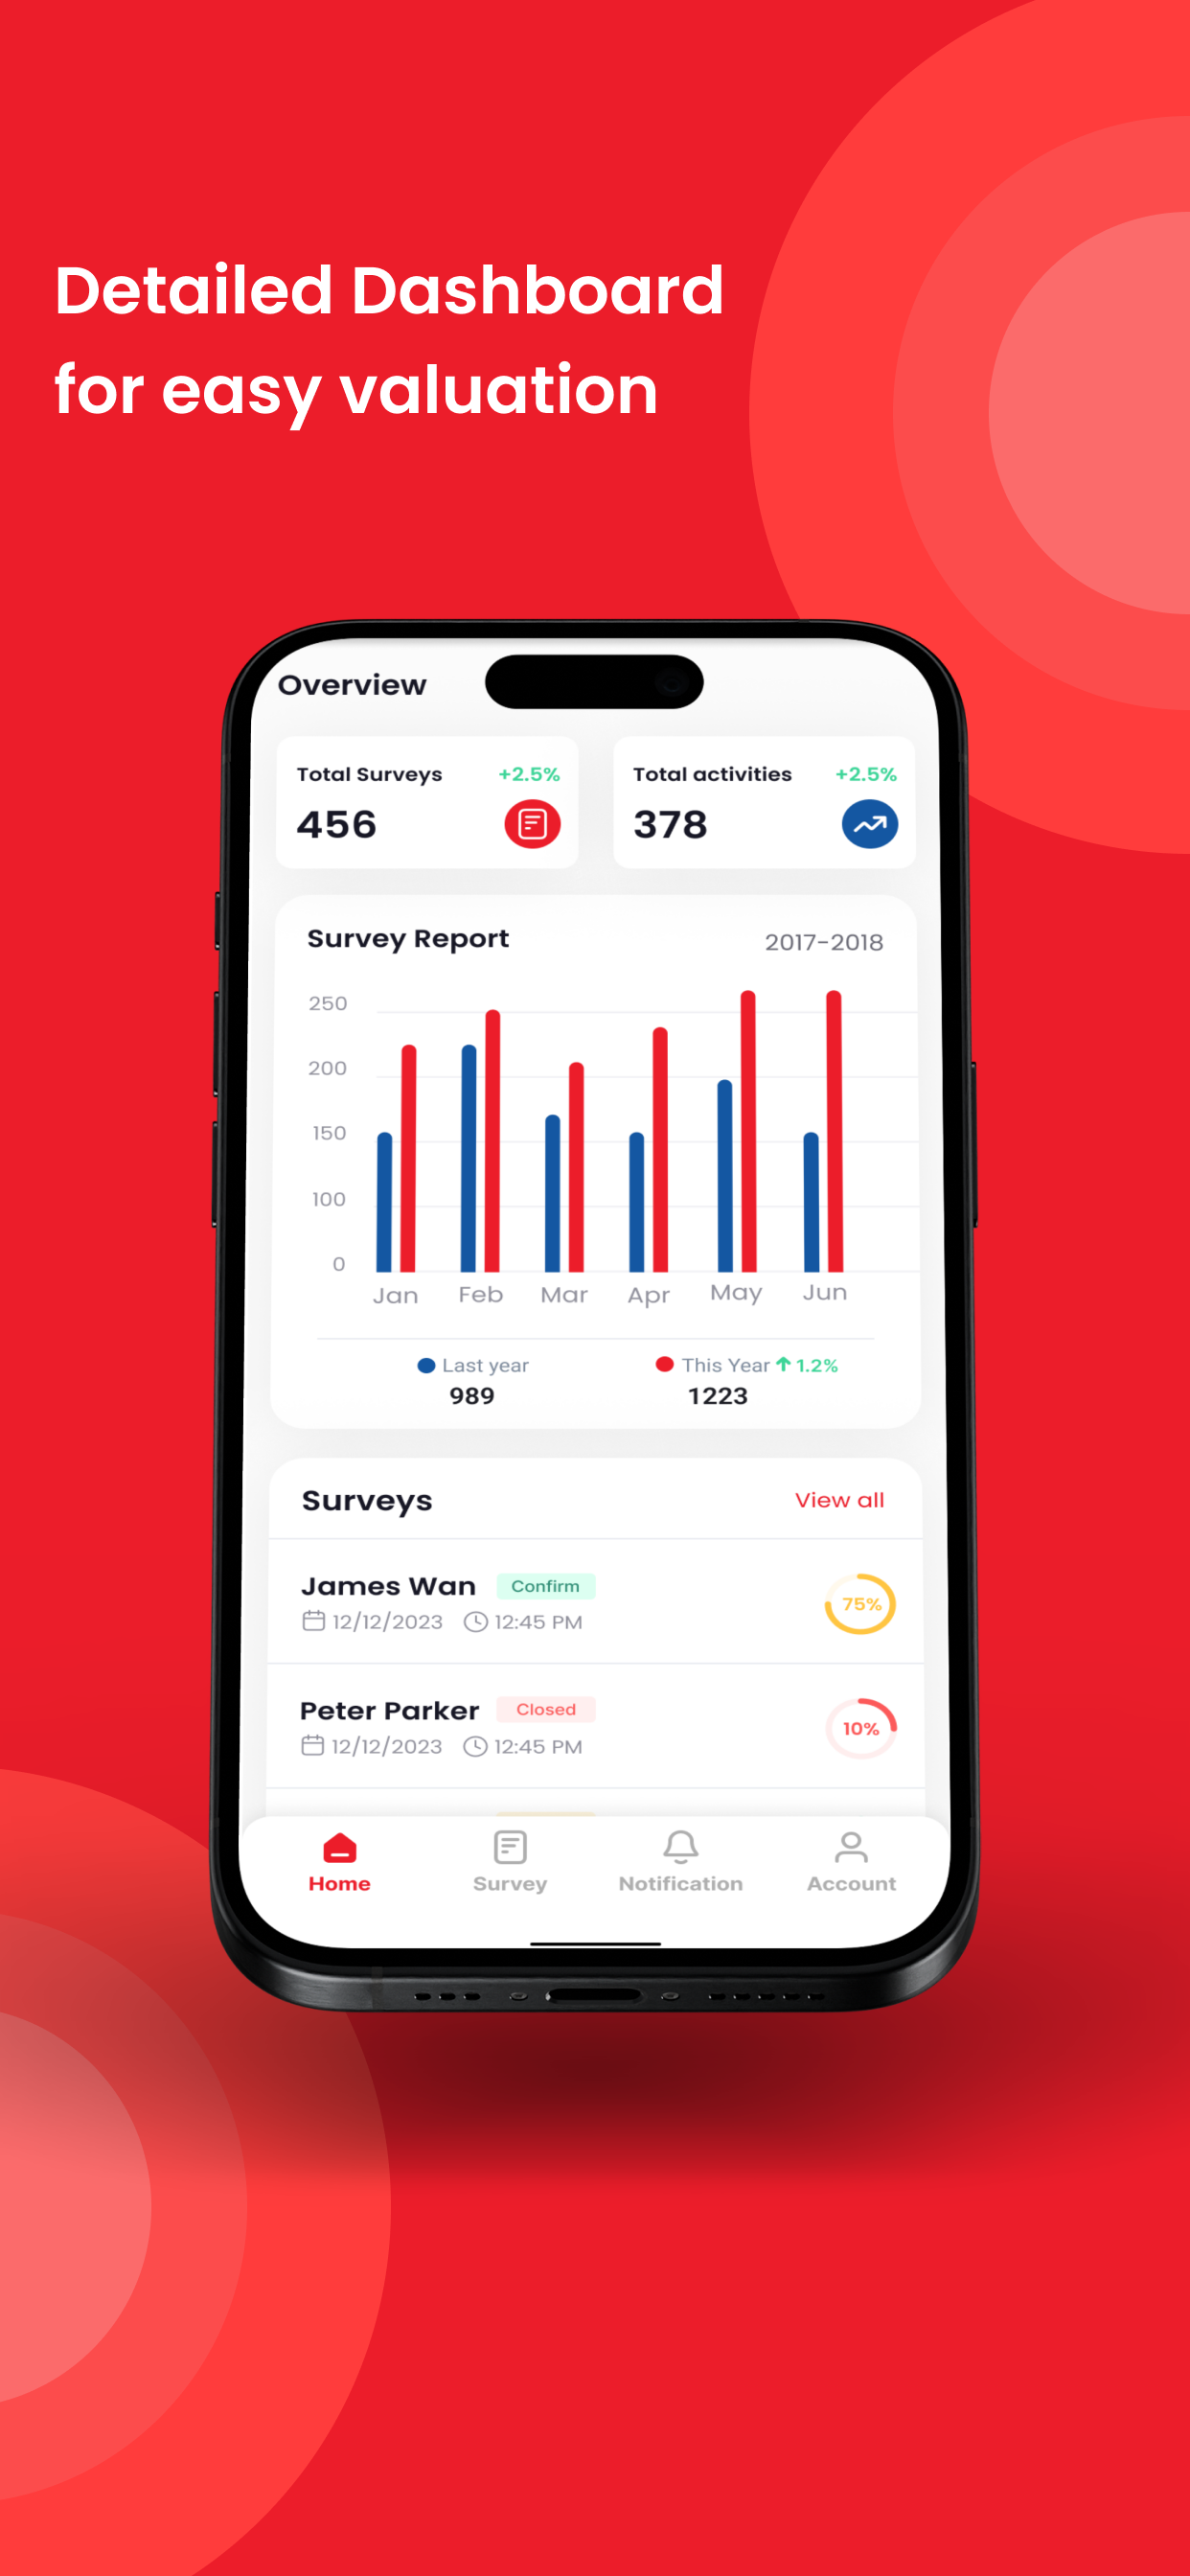 Detailed Dashboard
for easy valuation
Overview
Total Surveys +2.5%
456
Total activities +2.5%
378
Survey Report 2017-2018
250
200
150
100
0
Jan Feb Mar Apr May Jun
Last year
989
This Year 1.2%
1223
Surveys View all
James Wan Confirm
12/12/2023 12:45 PM
75%
Peter Parker Closed
12/12/2023 12:45 PM
10%
Home Survey Notification Account